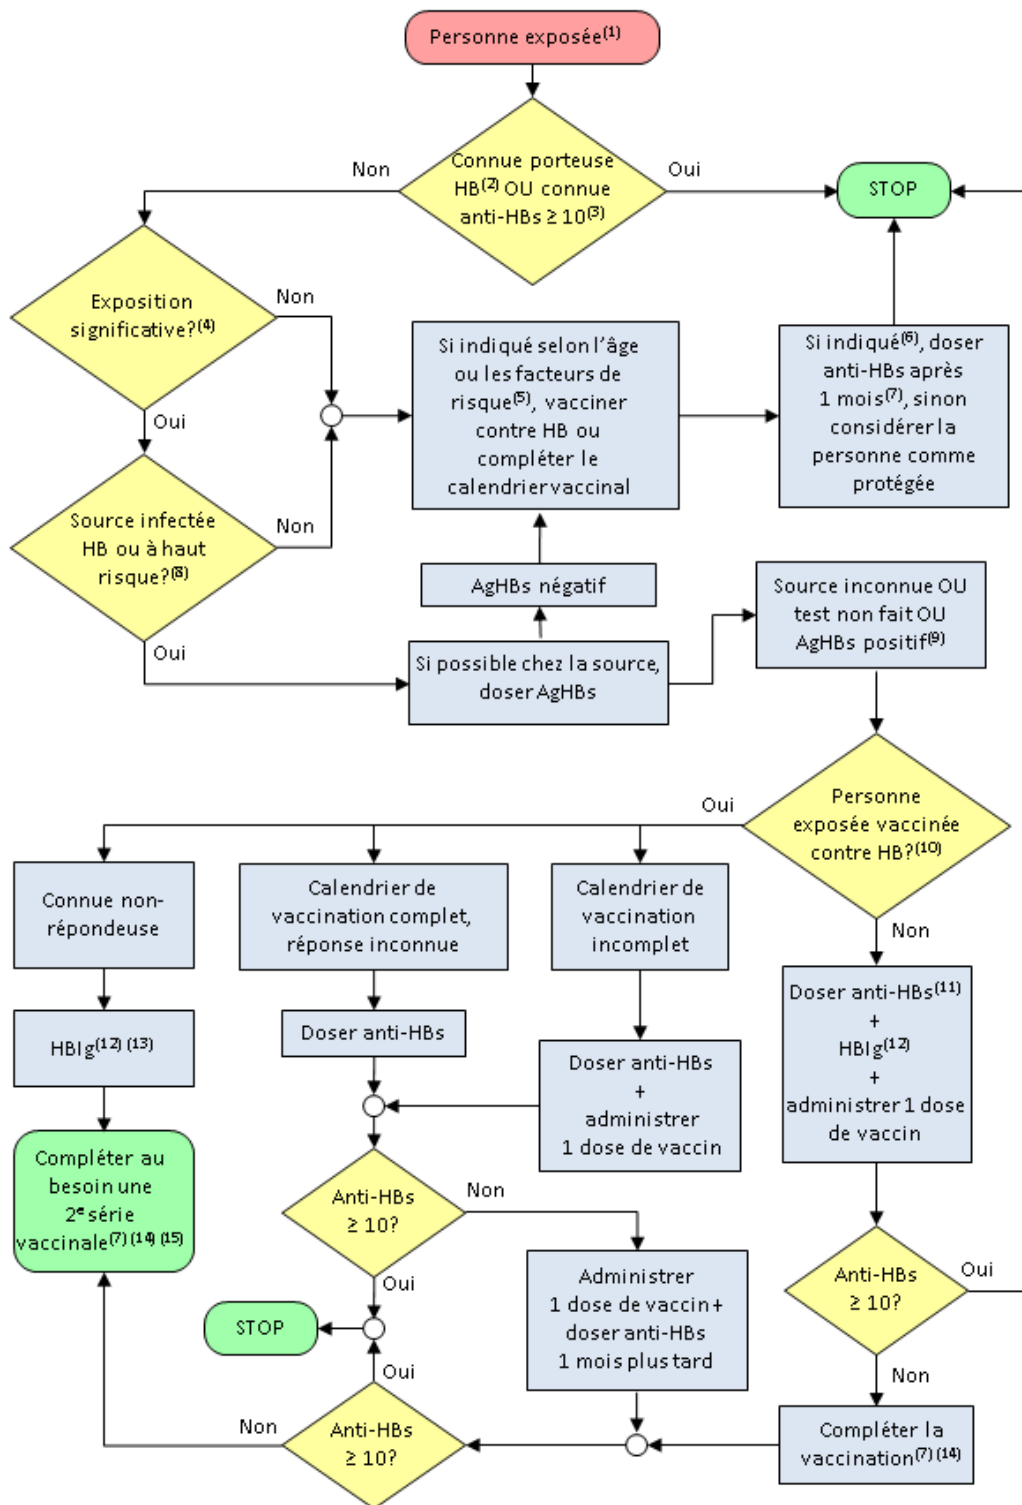 Personne exposée(1)
Connue porteuse
HB(2) OU connue
anti-HBs ≥ 10(3)
Non
Oui
STOP
Exposition
significative?(4)
Non
Oui
Si indiqué selon l'âge
ou les facteurs de
risque(5), vacciner
contre HB ou
compléter le
calendrier vaccinal
Si indiqué(6), doser
anti-HBs après
1 mois(7), sinon
considérer la
personne comme
protégée
Source infectée
HB ou à haut
risque?(8)
Non
Oui
AgHBs négatif
Si possible chez la source,
doser AgHBs
Source inconnue OU
test non fait OU
AgHBs positif(9)
Personne
exposée vaccinée
contre HB?(10)
Oui
Non
Connue non-
répondeuse
Calendrier de
vaccination complet,
réponse inconnue
Calendrier de
vaccination
incomplet
HBIg(12) (13)
Doser anti-HBs
Doser anti-HBs
+
administrer
1 dose de vaccin
Doser anti-HBs(11)
+
HBIg(12)
+
administrer 1 dose
de vaccin
Compléter au
besoin une
2e série
vaccinale(7) (14) (15)
Anti-HBs
≥ 10?
Non
Oui
Administrer
1 dose de vaccin +
doser anti-HBs
1 mois plus tard
Anti-HBs
≥ 10?
Oui
Non
STOP
Oui
Anti-HBs
≥ 10?
Non
Compléter la
vaccination(7) (14)